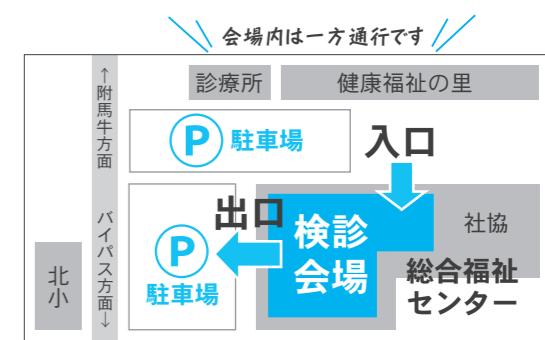 会場内は一方通行です
↑附馬牛方面
診療所
健康福祉の里
P 駐車場
入口
バイパス方面↓
出口
検診
会場
社協
P
駐車場
総合福祉
センター
北小